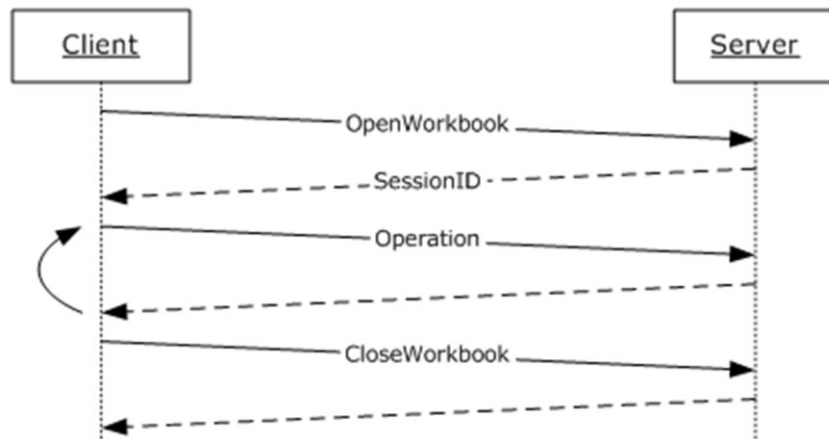 Client
Server
OpenWorkbook
SessionID
Operation
CloseWorkbook